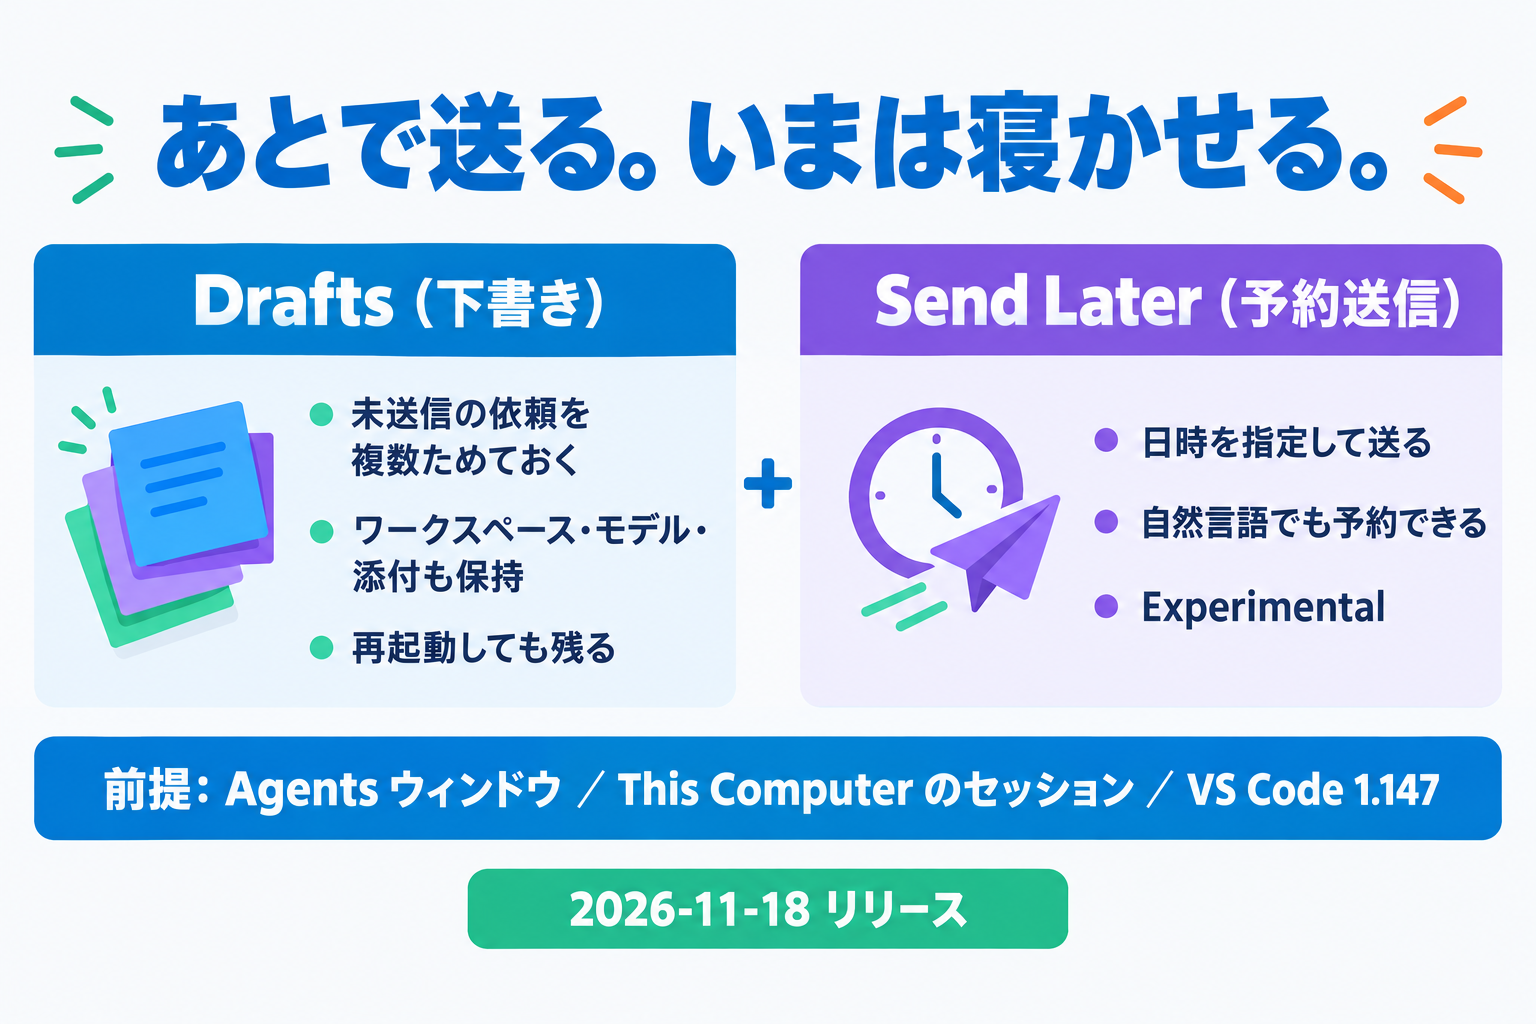 あとで送る。いまは寝かせる。
Drafts（下書き）
未送信の依頼を
複数ためておく
ワークスペース・モデル・
添付も保持
再起動しても残る
+
Send Later（予約送信）
日時を指定して送る
自然言語でも予約できる
Experimental
前提：Agents ウィンドウ ／ This Computer のセッション ／ VS Code 1.147
2026-11-18 リリース